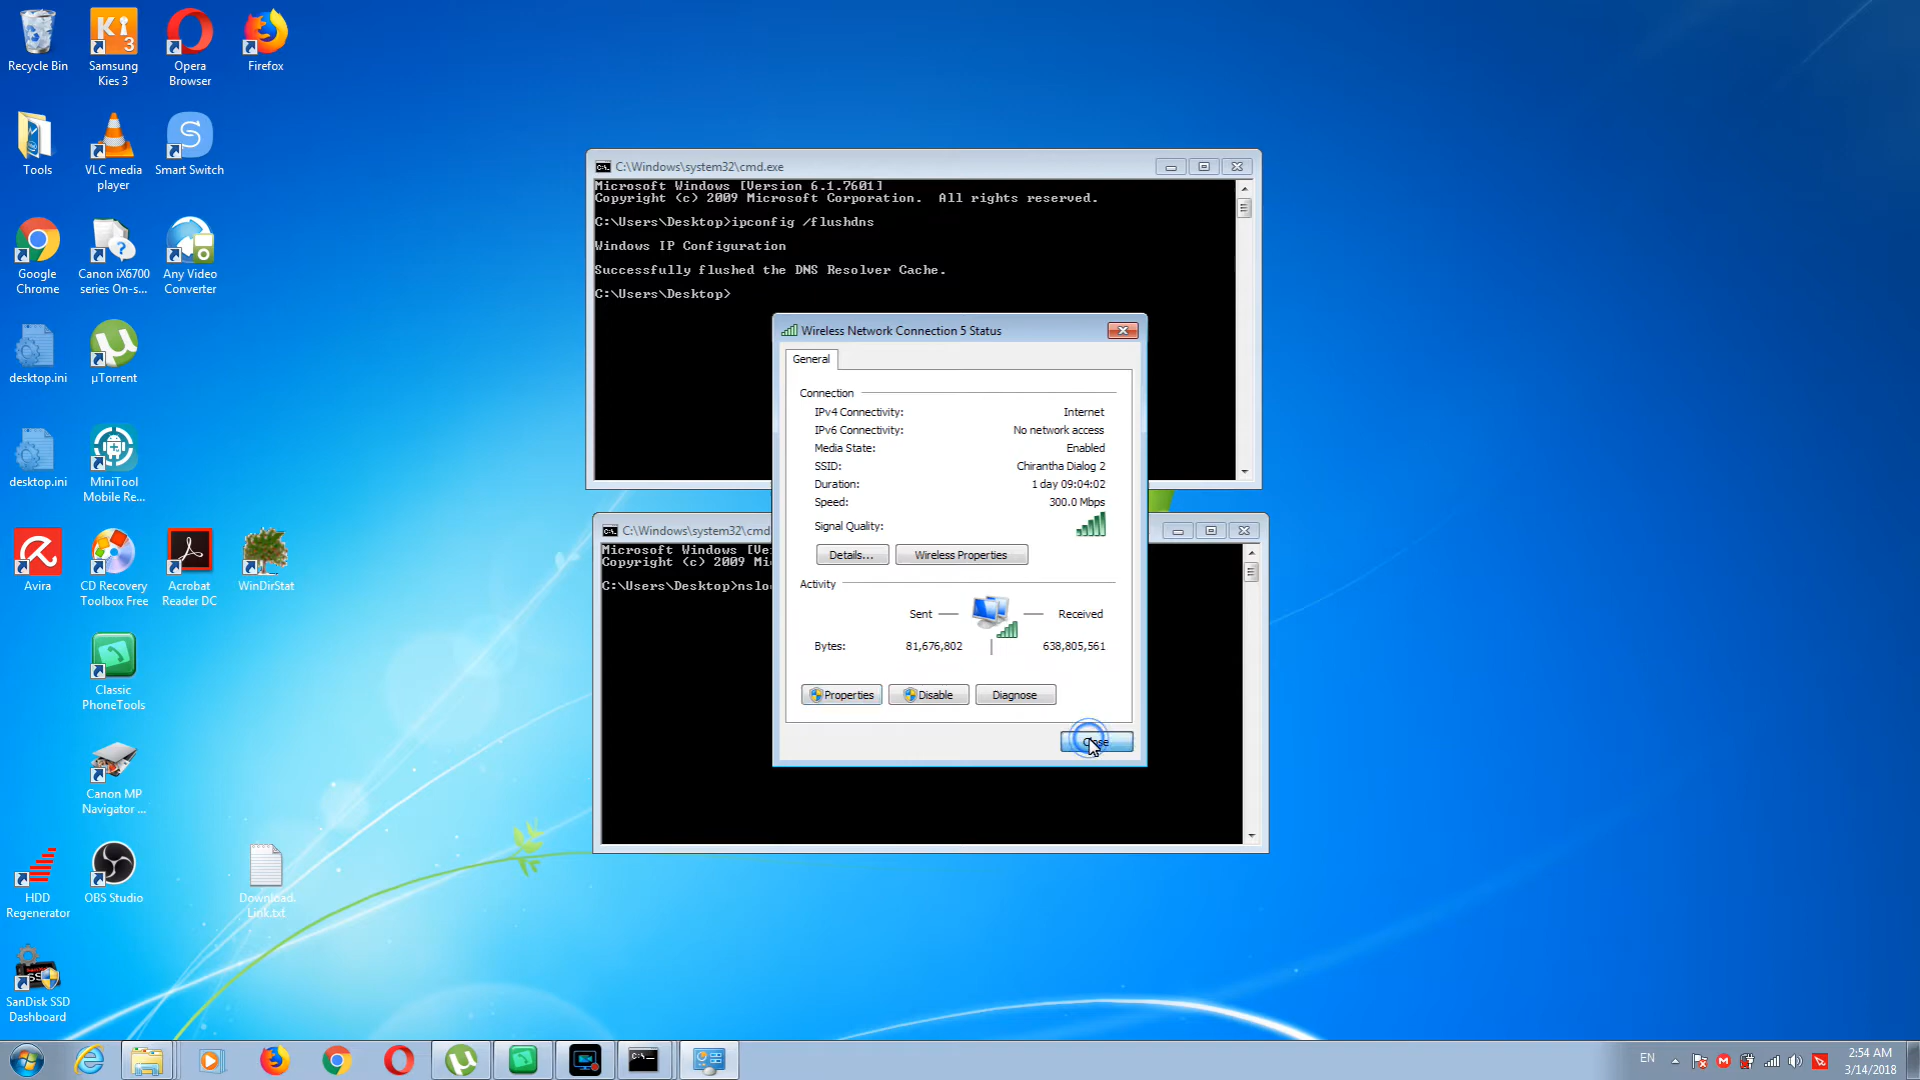 Recycle Bin
Samsung
Kies 3
Opera
Browser
Firefox
Tools
VLC media
player
Smart Switch
Google
Chrome
Canon iX6700
series On-s...
Any Video
Converter
desktop.ini
µTorrent
desktop.ini
MiniTool
Mobile Re...
Avira
CD Recovery
Toolbox Free
Acrobat
Reader DC
WinDirStat
Classic
PhoneTools
Canon MP
Navigator ...
HDD
Regenerator
OBS Studio
Download.
Link.txt
SanDisk SSD
Dashboard
C:\Windows\system32\cmd.exe
Microsoft Windows [Version 6.1.7601]
Copyright (c) 2009 Microsoft Corporation.  All rights reserved.
C:\Users\Desktop>ipconfig /flushdns
Windows IP Configuration
Successfully flushed the DNS Resolver Cache.
C:\Users\Desktop>
Wireless Network Connection 5 Status
General
Connection
IPv4 Connectivity: Internet
IPv6 Connectivity: No network access
Media State: Enabled
SSID: Chirantha Dialog 2
Duration: 1 day 09:04:02
Speed: 300.0 Mbps
Signal Quality:
Details... Wireless Properties
Activity
Sent Received
Bytes: 81,676,802 638,805,561
Properties Disable Diagnose
Close
C:\Windows\system32\cmd
Microsoft Windows [Ve
Copyright (c) 2009 Mi
C:\Users\Desktop>nslo
EN
2:54 AM
3/14/2018